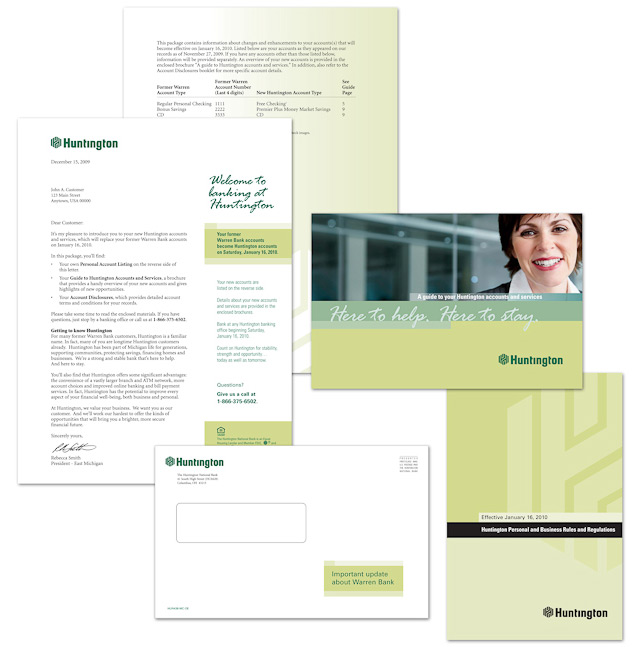 This package contains information about changes and enhancements to your account(s) that will
become effective on January 16, 2010. Listed below are your accounts as they appeared on our
records as of November 27, 2009. If you have any accounts other than those listed below,
information will be provided separately. An overview of your new accounts is provided in the
enclosed brochure "A guide to Huntington accounts and services." In addition, also refer to the
Account Disclosures booklet for more specific account details.
Former Warren Account Type
Former Warren Account Number (Last 4 digits)
New Huntington Account Type
See Guide Page
Regular Personal Checking 1111 Free Checking 5
Bonus Savings 2222 Premier Plus Money Market Savings 9
CD 3333 CD 9
Huntington
December 15, 2009
John A. Customer
123 Main Street
Anytown, USA 00000
Dear Customer:
It's my pleasure to introduce you to your new Huntington accounts
and services, which will replace your former Warren Bank accounts
on January 16, 2010.
In this package, you'll find:
• Your own Personal Account Listing on the reverse side of
this letter.
• Your Guide to Huntington Accounts and Services, a brochure
that provides a handy overview of your new accounts and gives
highlights of new opportunities.
• Your Account Disclosures, which provides detailed account
terms and conditions for your records.
Please take some time to read the enclosed materials. If you have
questions, just stop by a banking office or call us at 1-866-375-6502.
Getting to know Huntington
For many former Warren Bank customers, Huntington is a familiar
name. In fact, many of you are longtime Huntington customers
already. Huntington has been part of Michigan life for generations,
supporting communities, protecting savings, financing homes and
businesses. We're a strong and stable bank that's here to help.
And here to stay.
You'll also find that Huntington offers some significant advantages:
the convenience of a vastly larger branch and ATM network, more
account choices and improved online banking and bill payment
services. In fact, Huntington has the potential to improve every
aspect of your financial well-being, both business and personal.
At Huntington, we value your business. We want you as our
customer. And we'll work our hardest to offer the kinds of
opportunities that will bring you a brighter, more secure
financial future.
Sincerely yours,
Rebecca Smith
President - East Michigan
Welcome to
banking at
Huntington
Your former
Warren Bank accounts
become Huntington accounts
on Saturday, January 16, 2010.
Your new accounts are
listed on the reverse side.
Details about your new accounts
and services are provided in the
enclosed brochures.
Bank at any Huntington banking
office beginning Saturday,
January 16, 2010.
Count on Huntington for stability,
strength and opportunity...
today as well as tomorrow.
Questions?
Give us a call at
1-866-375-6502.
A guide to your Huntington accounts and services
Here to help. Here to stay.
Huntington
Effective January 16, 2010
Huntington Personal and Business Rules and Regulations
Huntington
Huntington
The Huntington National Bank
Important update
about Warren Bank